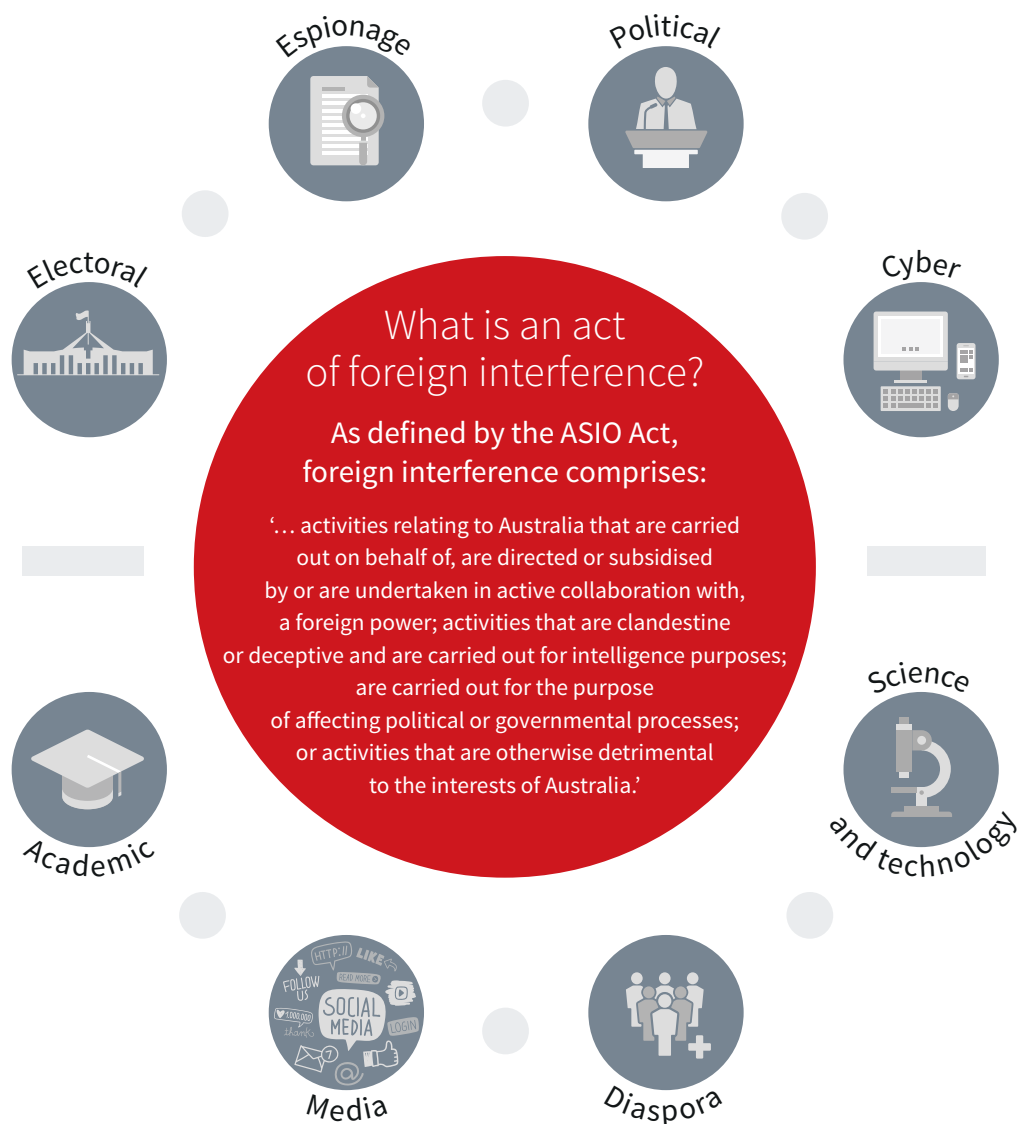 Espionage
Political
Electoral
Cyber
What is an act
of foreign interference?
As defined by the ASIO Act,
foreign interference comprises:
‘… activities relating to Australia that are carried
out on behalf of, are directed or subsidised
by or are undertaken in active collaboration with,
a foreign power; activities that are clandestine
or deceptive and are carried out for intelligence purposes;
are carried out for the purpose
of affecting political or governmental processes;
or activities that are otherwise detrimental
to the interests of Australia.’
Science
and technology
Academic
HTTP://
LIKE
READ MORE
FOLLOW
US
SOCIAL
MEDIA
1,000,000
thank
LOGIN
7
@
Media
Diaspora